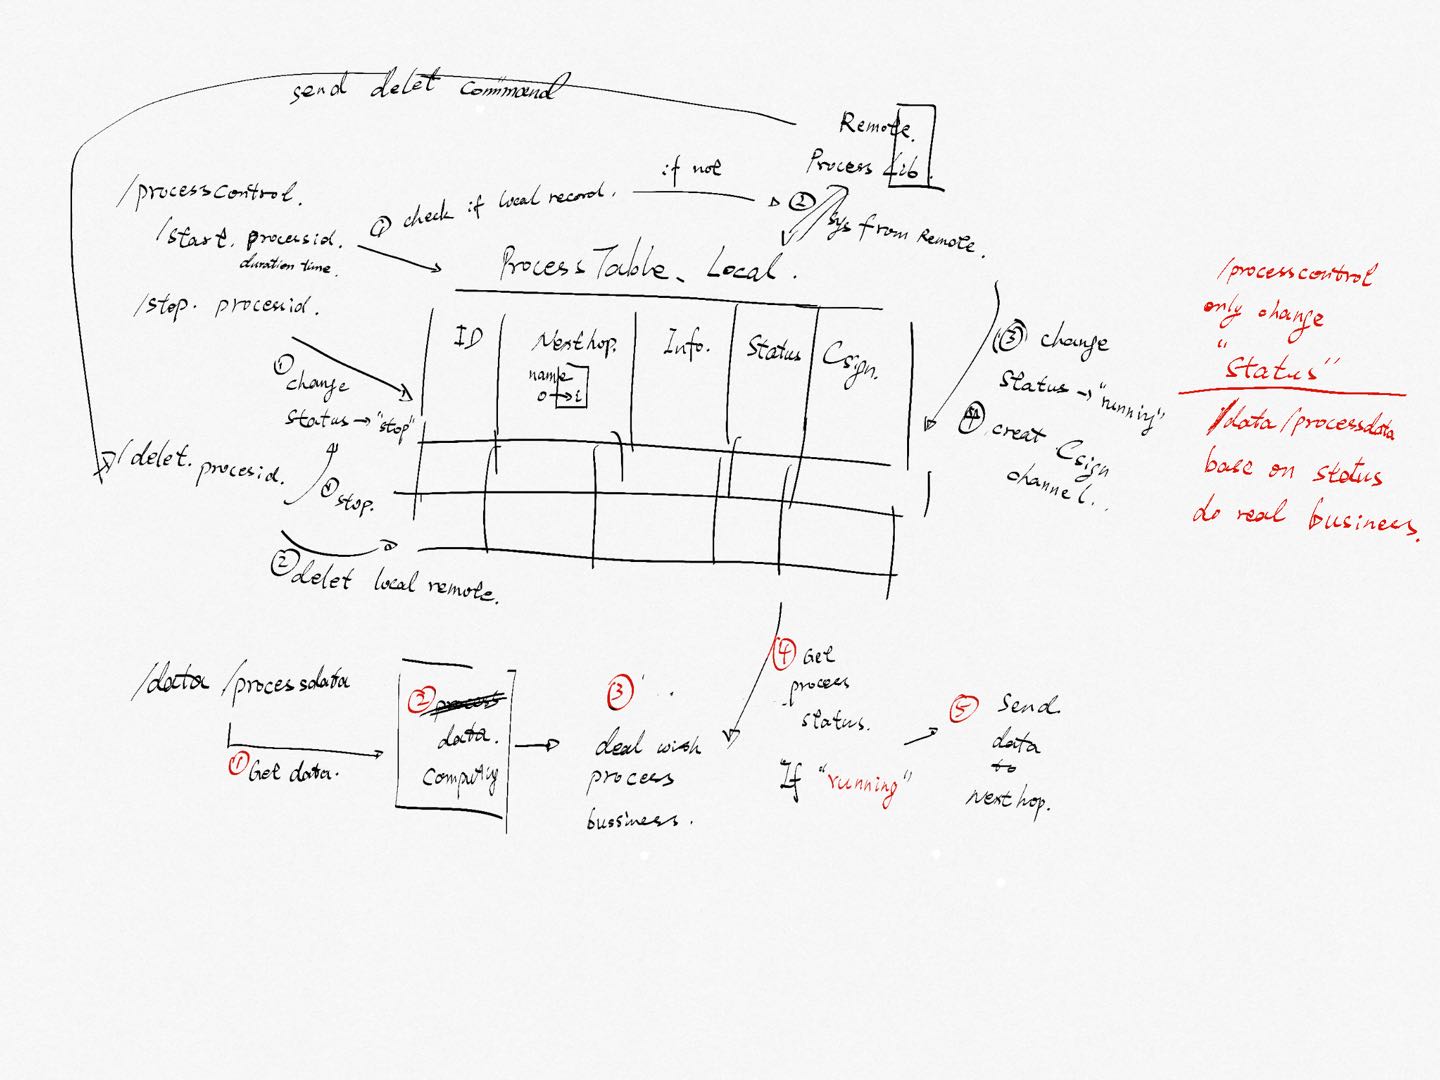 send delet command
Remote.
Process Lib.
/processcontrol.
/start. processid.
duration time.
① check if local record.
if not
②
sys from Remote.
/stop. processid.
ProcessTable_Local.
ID
Nexthop.
name
0→i
Info.
Status
Csign.
① change
status→"stop"
/delet. procesid.
① stop.
② delet local remote.
③ change
status→"running"
④ creat Csign
channel.
/processcontrol
only change
"status"
/data/processdata
base on status
do real business.
/data /processdata
① Get data.
② process
data.
③
deal wish
process
bussiness.
④ Get
process
status.
If "running"
⑤ Send
data
to
Nexthop.